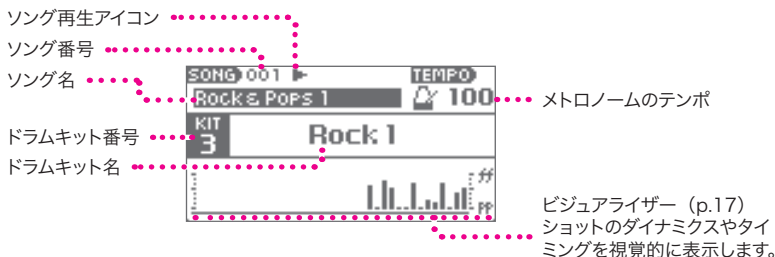 ソング再生アイコン
ソング番号
ソング名
ドラムキット番号
ドラムキット名
SONG 001
TEMPO
Rock & Pops 1
100
KIT
3
Rock 1
ff
pp
メトロノームのテンポ
ビジュアライザー（p.17）
ショットのダイナミクスやタイ
ミングを視覚的に表示します。